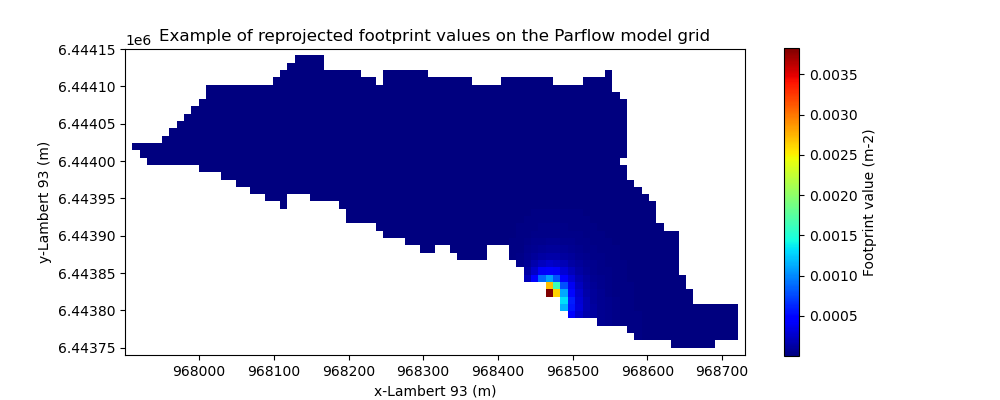 Example of reprojected footprint values on the Parflow model grid
1e6
6.44415
6.44410
6.44405
6.44400
6.44395
6.44390
6.44385
6.44380
6.44375
y-Lambert 93 (m)
968000 968100 968200 968300 968400 968500 968600 968700
x-Lambert 93 (m)
0.0035
0.0030
0.0025
0.0020
0.0015
0.0010
0.0005
Footprint value (m-2)